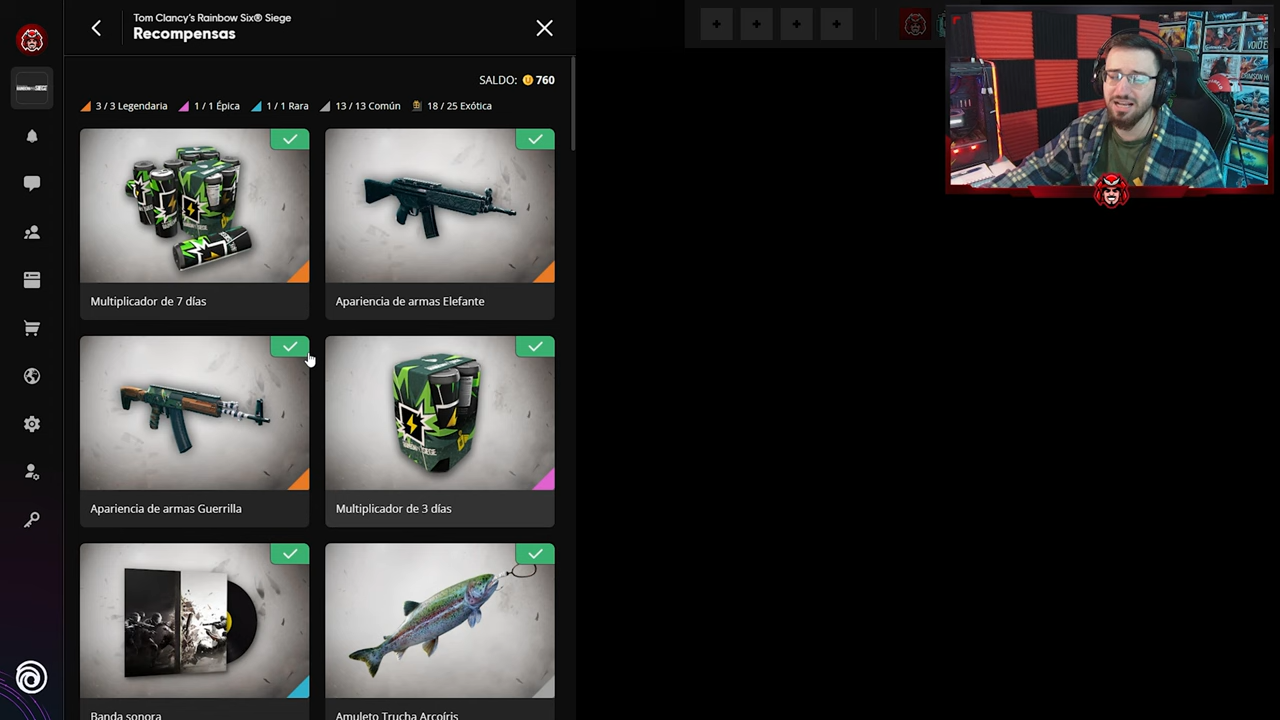 Tom Clancy's Rainbow Six® Siege
Recompensas
SALDO: 760
3 / 3 Legendaria 1 / 1 Épica 1 / 1 Rara 13 / 13 Común 18 / 25 Exótica
Multiplicador de 7 días
Apariencia de armas Elefante
Apariencia de armas Guerrilla
Multiplicador de 3 días
Banda sonora
Amuleto Trucha Arcoíris